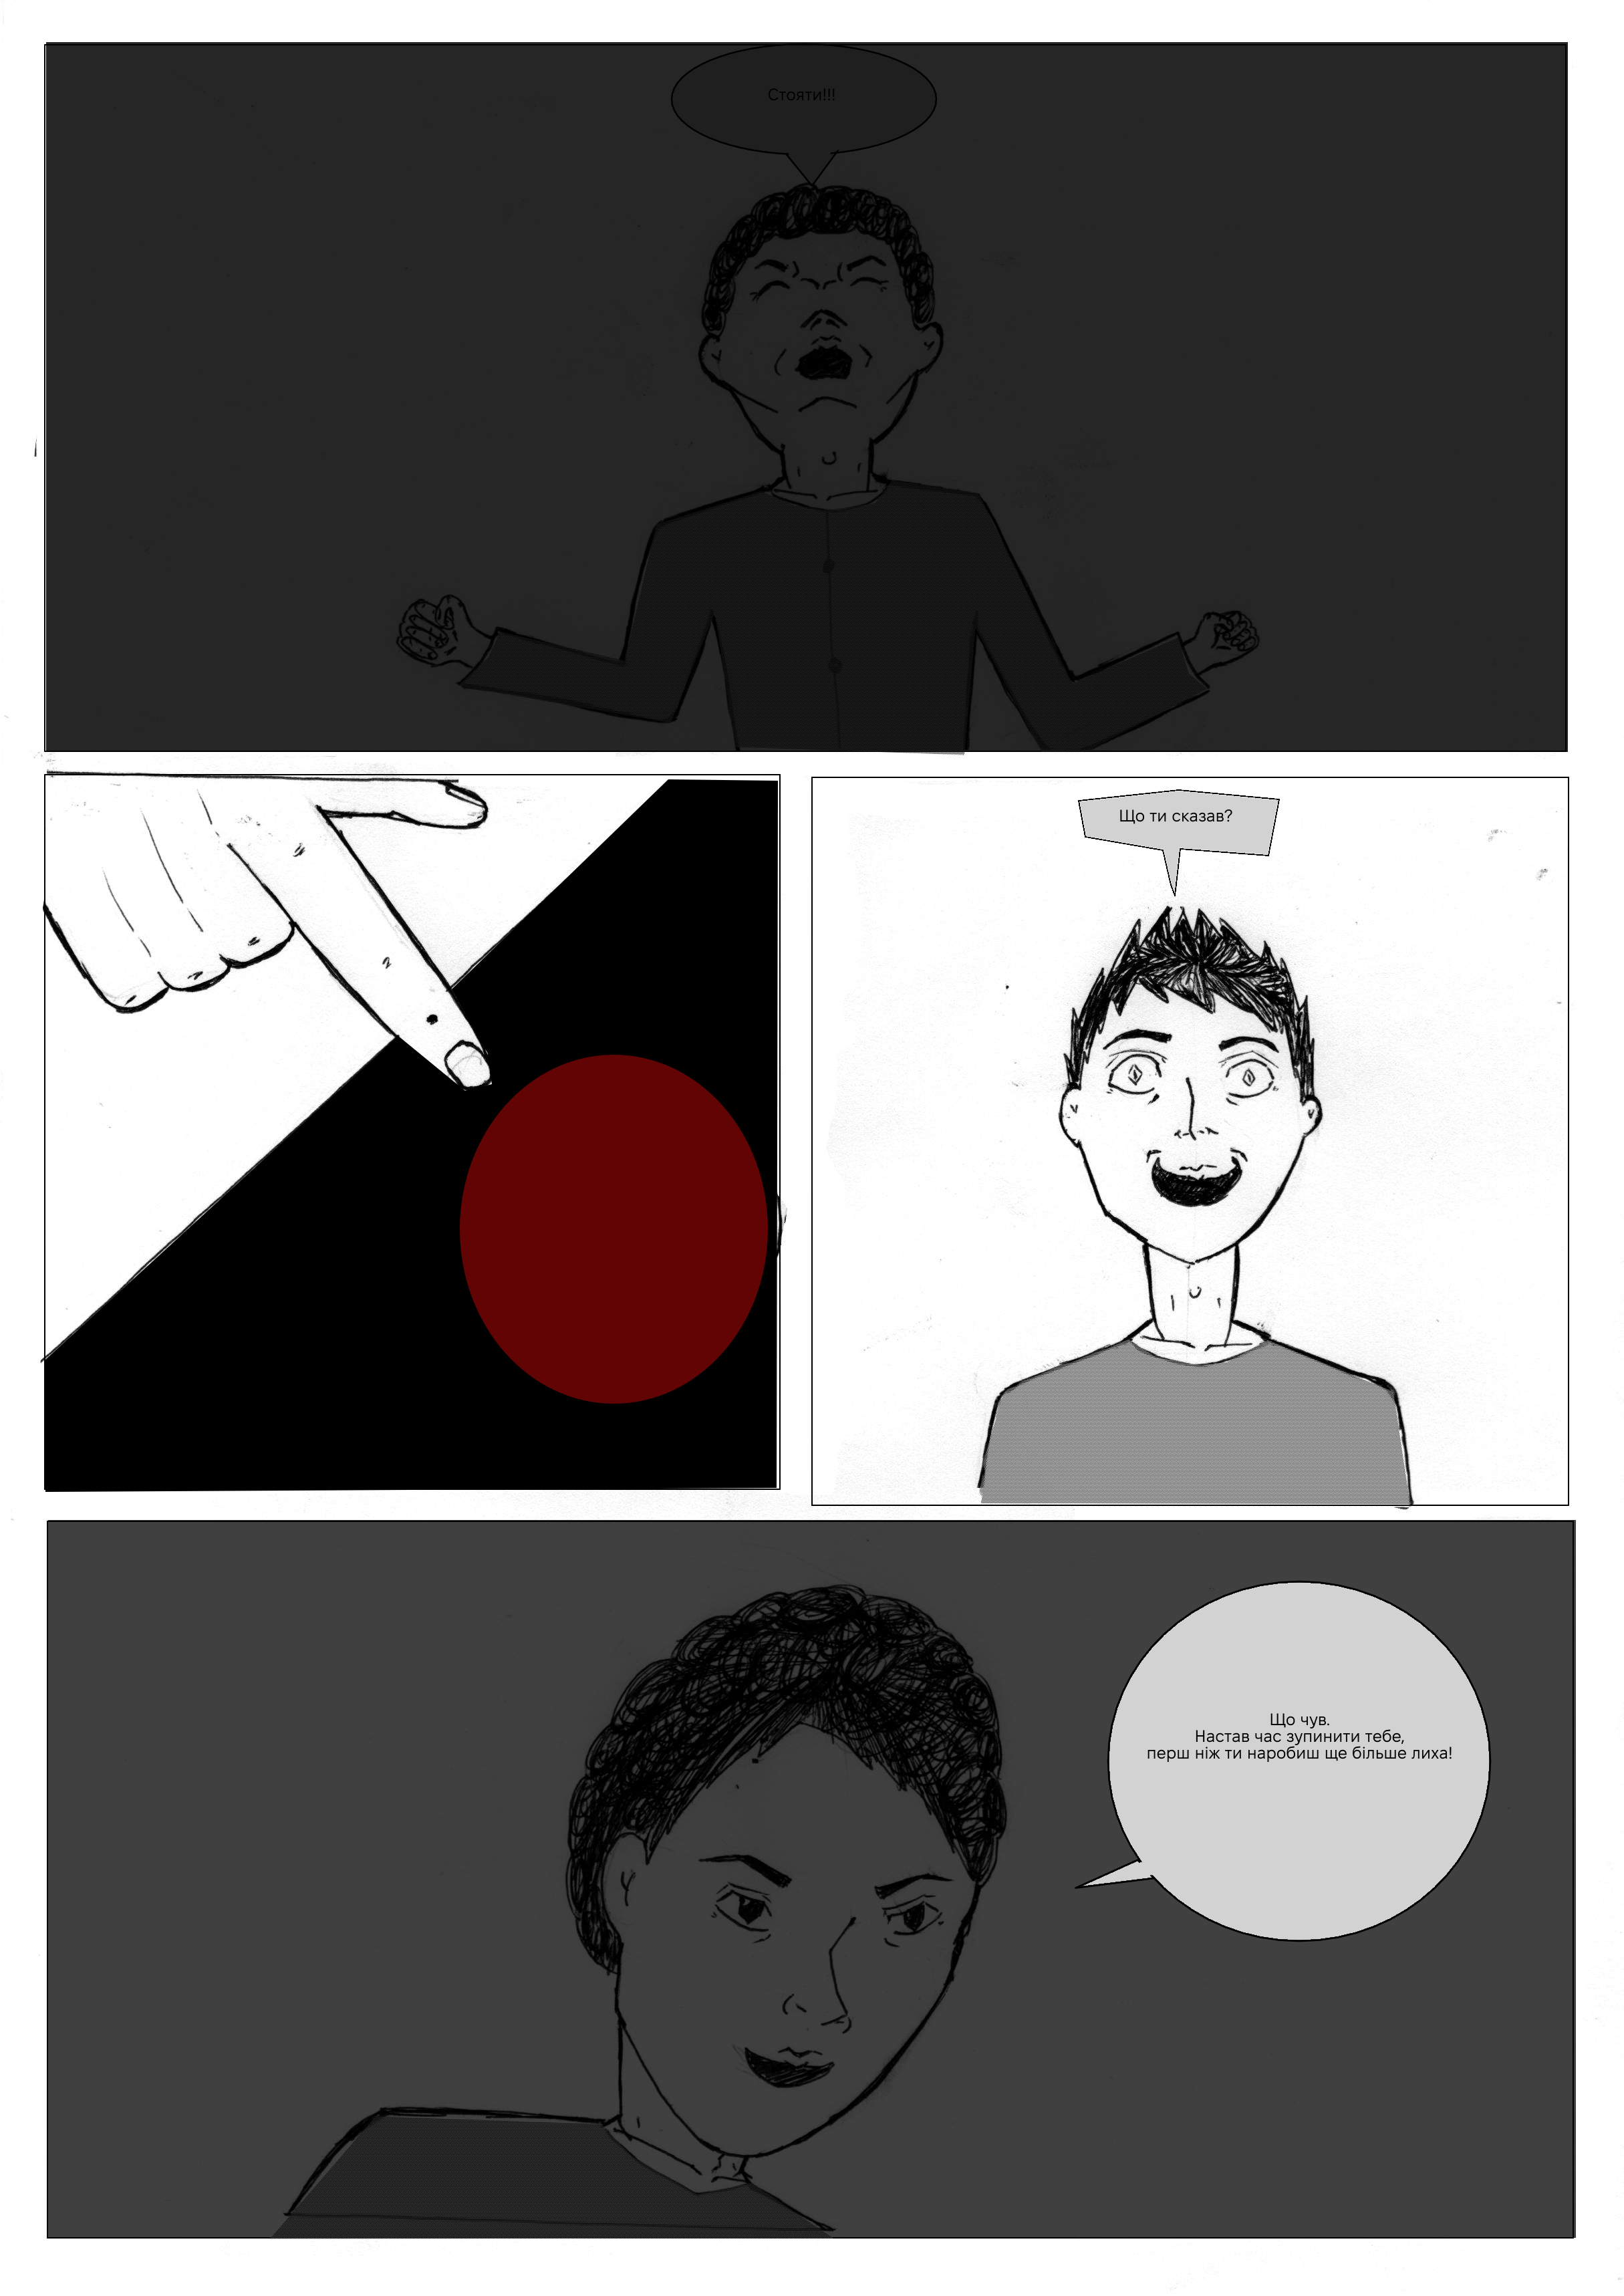 Стояти!!!
Що ти сказав?
Що чув.
Настав час зупинити тебе,
перш ніж ти наробиш ще більше лиха!